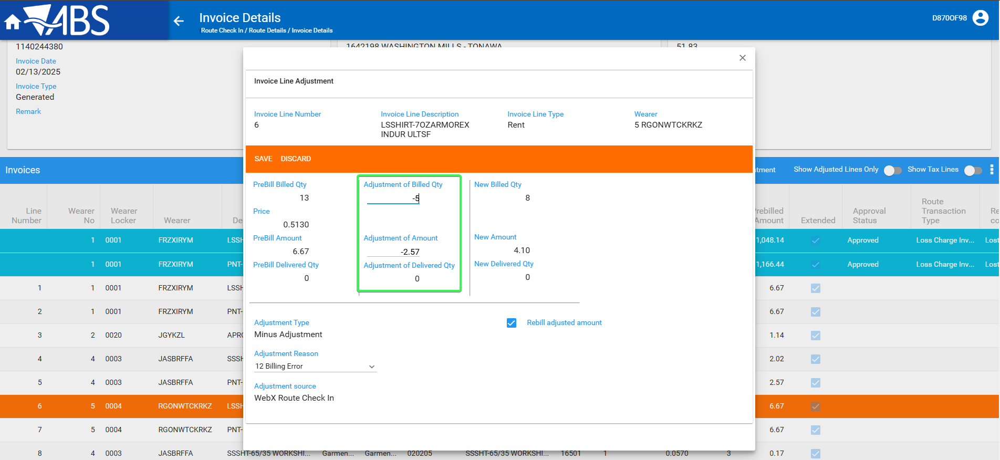 ABS
Invoice Details
Route Check In / Route Details / Invoice Details
D870OF98
1140244380
Invoice Date
02/13/2025
Invoice Type
Generated
Remark
1642198 WASHINGTON MILLS - TONAWA
51.83
Invoice Line Adjustment
Invoice Line Number
6
Invoice Line Description
LSSHIRT-7OZARMOREX
INDUR ULTSF
Invoice Line Type
Rent
Wearer
5 RGONWTCKRKZ
SAVE DISCARD
PreBill Billed Qty
13
Price
0.5130
PreBill Amount
6.67
PreBill Delivered Qty
0
Adjustment of Billed Qty
-5
Adjustment of Amount
-2.57
Adjustment of Delivered Qty
0
New Billed Qty
8
New Amount
4.10
New Delivered Qty
0
Adjustment Type
Minus Adjustment
Rebill adjusted amount
Adjustment Reason
12 Billing Error
Adjustment source
WebX Route Check In
Invoices
stment Show Adjusted Lines Only Show Tax Lines
Line Number Wearer No Wearer Locker Wearer De Prebilled Amount Extended Approval Status Route Transaction Type Re co
1 0001 FRZXIRYM LSSH 1,048.14 Approved Loss Charge Inv... Lost
1 0001 FRZXIRYM PNT- 1,166.44 Approved Loss Charge Inv... Lost
1 1 0001 FRZXIRYM LSSH 6.67
2 1 0001 FRZXIRYM PNT- 6.67
3 2 0020 JGYKZL APRO 1.14
4 4 0003 JASBRFFA SSSH 2.02
5 4 0003 JASBRFFA PNT- 2.57
6 5 0004 RGONWTCKRKZ LSSH 6.67
7 5 0004 RGONWTCKRKZ PNT- 6.67
8 4 0003 JASBRFFA SSSHT-65/35 WORKSHI... Garmen... Garmen... 020205 SSSHT-65/35 WORKSHI... 16501 1 0.0570 3 0.17